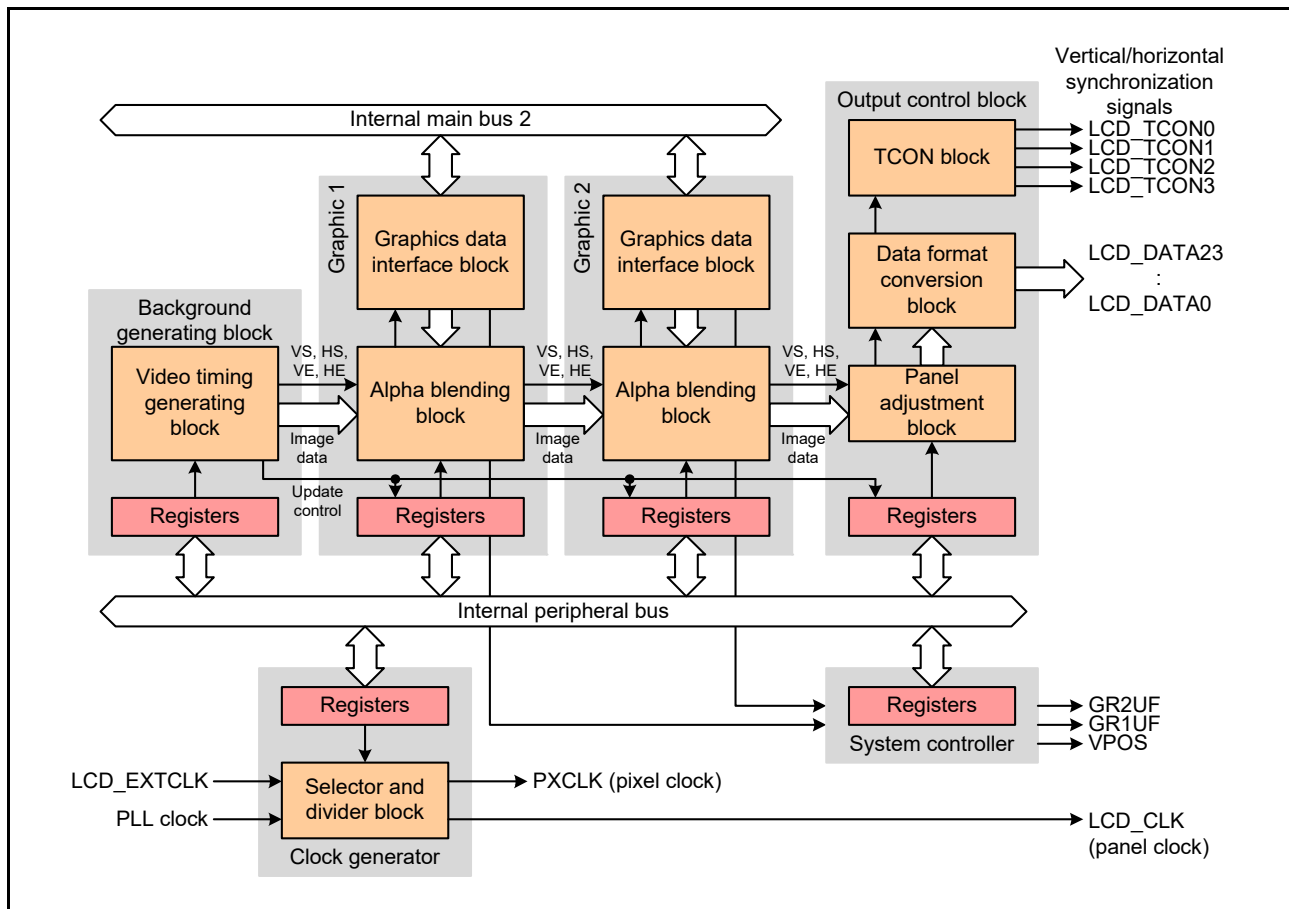 Vertical/horizontal
synchronization
signals
Internal main bus 2
Output control block
TCON block
LCD_TCON0
LCD_TCON1
LCD_TCON2
LCD_TCON3
Graphic 1
Graphics data
interface block
Graphic 2
Graphics data
interface block
Data format
conversion
block
LCD_DATA23
:
LCD_DATA0
Background
generating block
Video timing
generating
block
VS, HS,
VE, HE
Image
data
Alpha blending
block
VS, HS,
VE, HE
Image
data
Alpha blending
block
VS, HS,
VE, HE
Image
data
Panel
adjustment
block
Update
control
Registers
Registers
Registers
Registers
Internal peripheral bus
Registers
Registers
System controller
GR2UF
GR1UF
VPOS
LCD_EXTCLK
PLL clock
Selector and
divider block
Clock generator
PXCLK (pixel clock)
LCD_CLK
(panel clock)